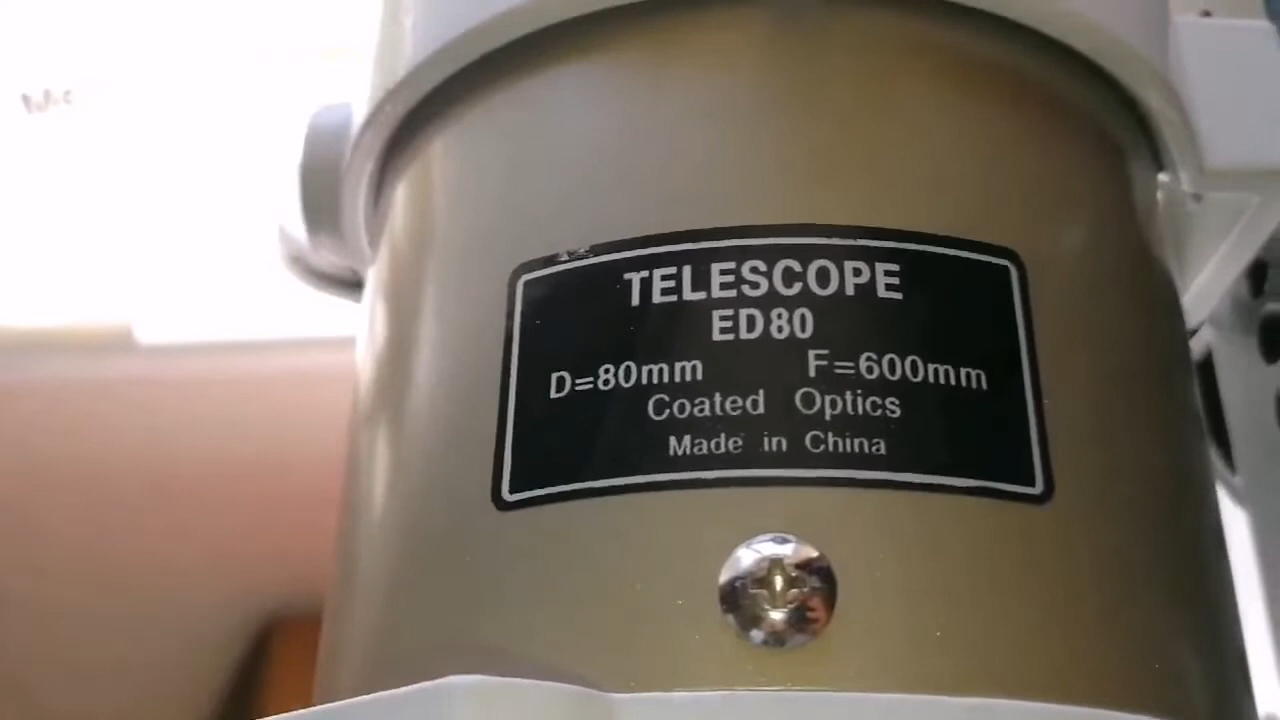 TELESCOPE
ED80
D=80mm F=600mm
Coated Optics
Made in China